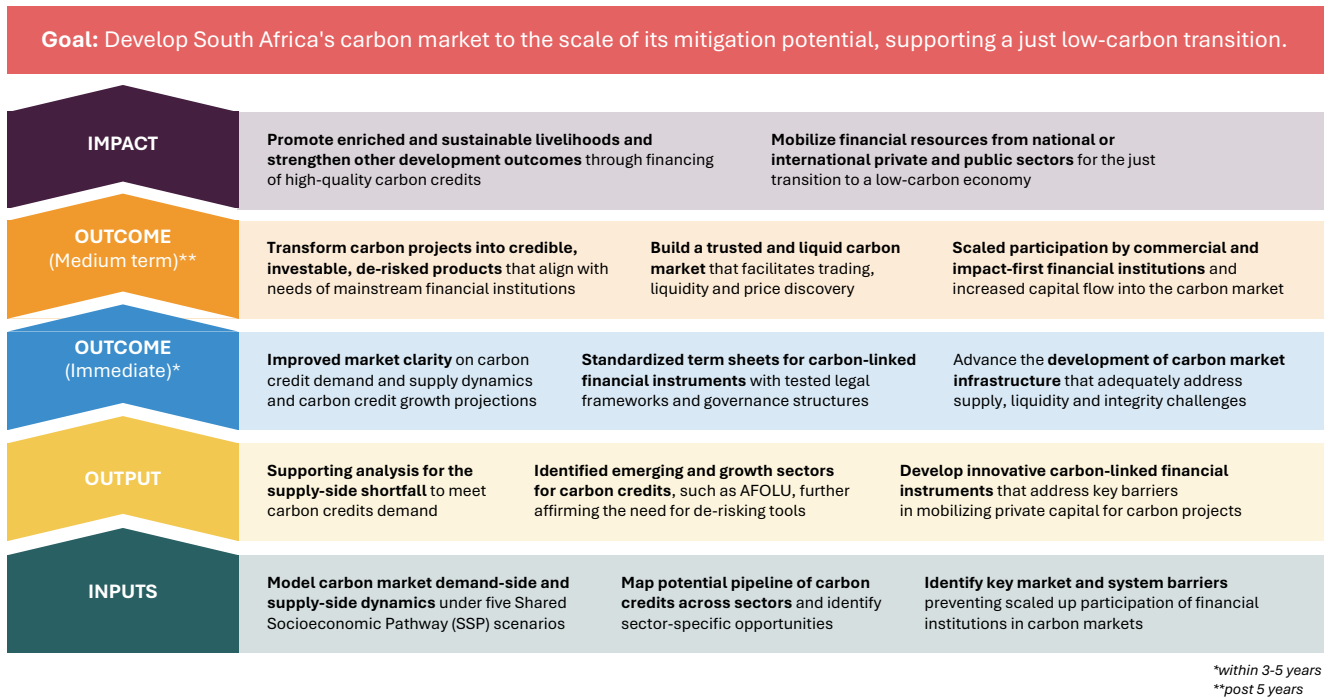 Goal: Develop South Africa's carbon market to the scale of its mitigation potential, supporting a just low-carbon transition.
IMPACT
Promote enriched and sustainable livelihoods and
strengthen other development outcomes through financing
of high-quality carbon credits
Mobilize financial resources from national or
international private and public sectors for the just
transition to a low-carbon economy
OUTCOME
(Medium term)**
Transform carbon projects into credible,
investable, de-risked products that align with
needs of mainstream financial institutions
Build a trusted and liquid carbon
market that facilitates trading,
liquidity and price discovery
Scaled participation by commercial and
impact-first financial institutions and
increased capital flow into the carbon market
OUTCOME
(Immediate)*
Improved market clarity on carbon
credit demand and supply dynamics
and carbon credit growth projections
Standardized term sheets for carbon-linked
financial instruments with tested legal
frameworks and governance structures
Advance the development of carbon market
infrastructure that adequately address
supply, liquidity and integrity challenges
OUTPUT
Supporting analysis for the
supply-side shortfall to meet
carbon credits demand
Identified emerging and growth sectors
for carbon credits, such as AFOLU, further
affirming the need for de-risking tools
Develop innovative carbon-linked financial
instruments that address key barriers
in mobilizing private capital for carbon projects
INPUTS
Model carbon market demand-side and
supply-side dynamics under five Shared
Socioeconomic Pathway (SSP) scenarios
Map potential pipeline of carbon
credits across sectors and identify
sector-specific opportunities
Identify key market and system barriers
preventing scaled up participation of financial
institutions in carbon markets
*within 3-5 years
**post 5 years